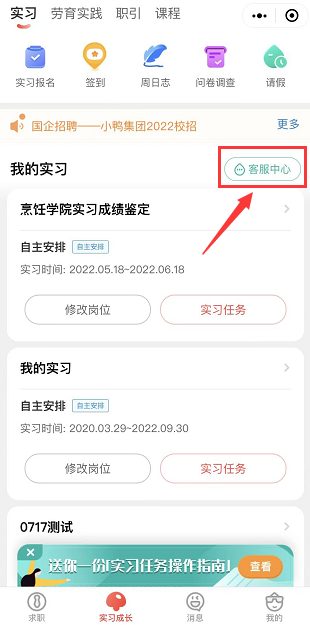 实习 劳育实践 职引 课程
实习报名 签到 周日志 问卷调查 请假
国企招聘——小鸭集团2022校招 更多
我的实习 客服中心
烹饪学院实习成绩鉴定
自主安排 自主安排
实习时间: 2022.05.18~2022.06.18
修改岗位 实习任务
我的实习
自主安排 自主安排
实习时间: 2020.03.29~2022.09.30
修改岗位 实习任务
0717测试
送你一份「实习任务操作指南」 查看
求职 实习成长 消息 我的